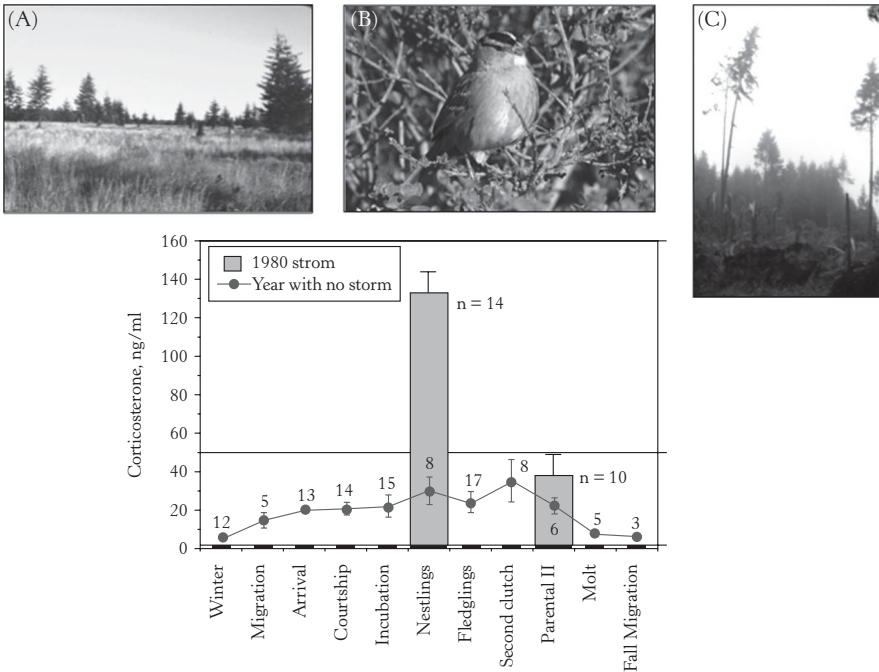 (A)
(B)
(C)
160
140
120
100
80
60
40
20
0
Corticosterone, ng/ml
1980 strom
Year with no storm
n = 14
n = 10
12
5
13
14
15
8
17
8
6
5
3
Winter
Migration
Arrival
Courtship
Incubation
Nestlings
Fledglings
Second clutch
Parental II
Molt
Fall Migration